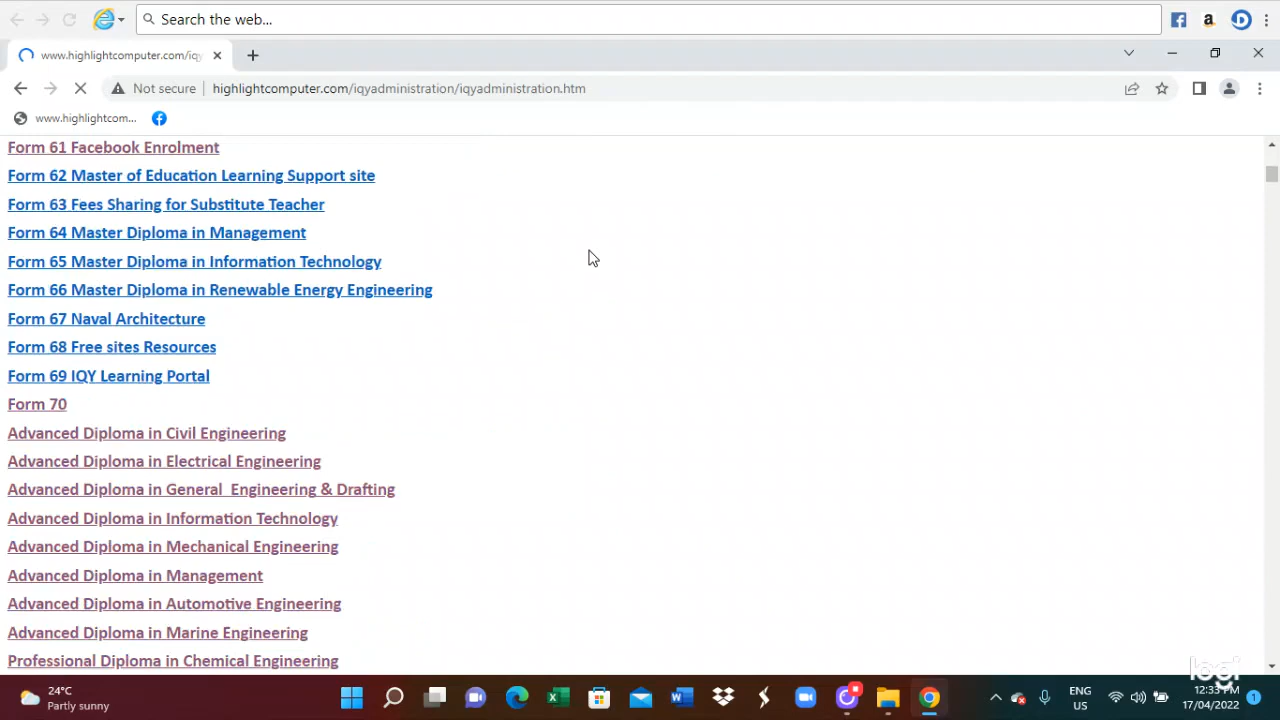 Search the web...
www.highlightcomputer.com/iqy
Not secure highlightcomputer.com/iqyadministration/iqyadministration.htm
www.highlightcom...
Form 61 Facebook Enrolment
Form 62 Master of Education Learning Support site
Form 63 Fees Sharing for Substitute Teacher
Form 64 Master Diploma in Management
Form 65 Master Diploma in Information Technology
Form 66 Master Diploma in Renewable Energy Engineering
Form 67 Naval Architecture
Form 68 Free sites Resources
Form 69 IQY Learning Portal
Form 70
Advanced Diploma in Civil Engineering
Advanced Diploma in Electrical Engineering
Advanced Diploma in General  Engineering & Drafting
Advanced Diploma in Information Technology
Advanced Diploma in Mechanical Engineering
Advanced Diploma in Management
Advanced Diploma in Automotive Engineering
Advanced Diploma in Marine Engineering
Professional Diploma in Chemical Engineering
logi
24°C
Partly sunny
ENG
US
12:33 PM
17/04/2022
1